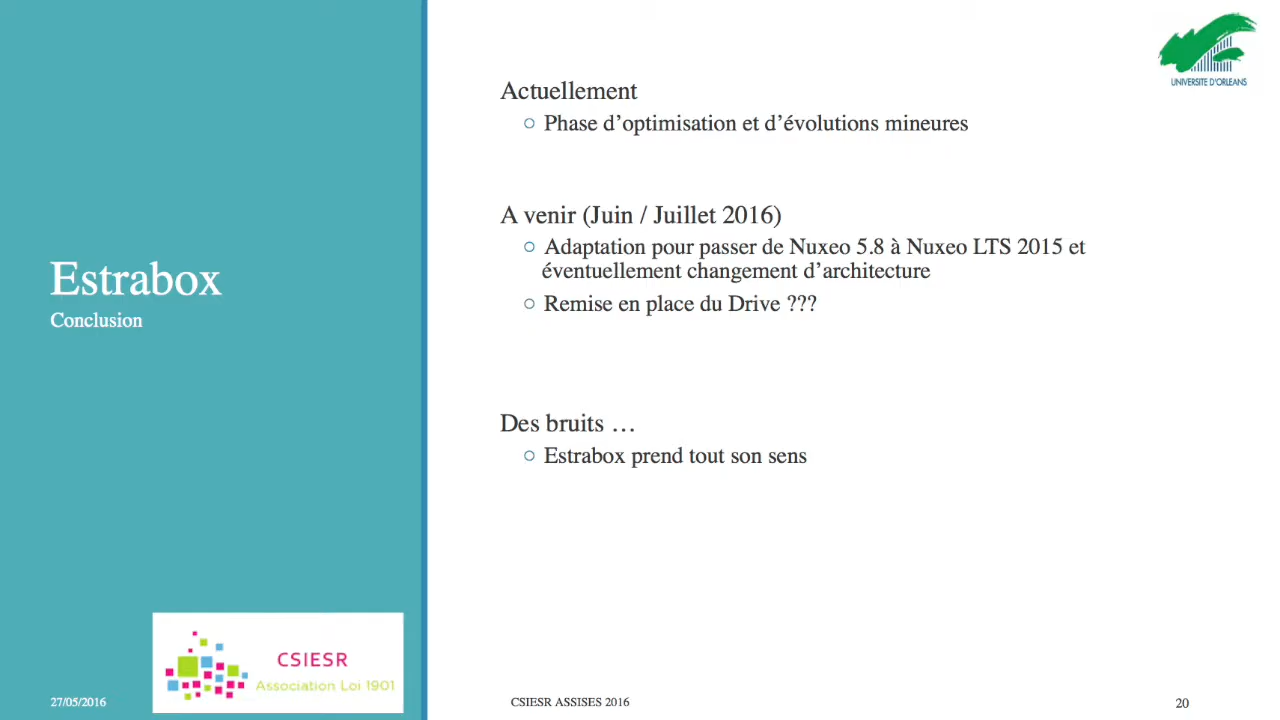 UNIVERSITE D'ORLEANS
Estrabox
Conclusion
Actuellement
Phase d'optimisation et d'évolutions mineures
A venir (Juin / Juillet 2016)
Adaptation pour passer de Nuxeo 5.8 à Nuxeo LTS 2015 et
éventuellement changement d'architecture
Remise en place du Drive ???
Des bruits …
Estrabox prend tout son sens
CSIESR
Association Loi 1901
27/05/2016
CSIESR ASSISES 2016
20